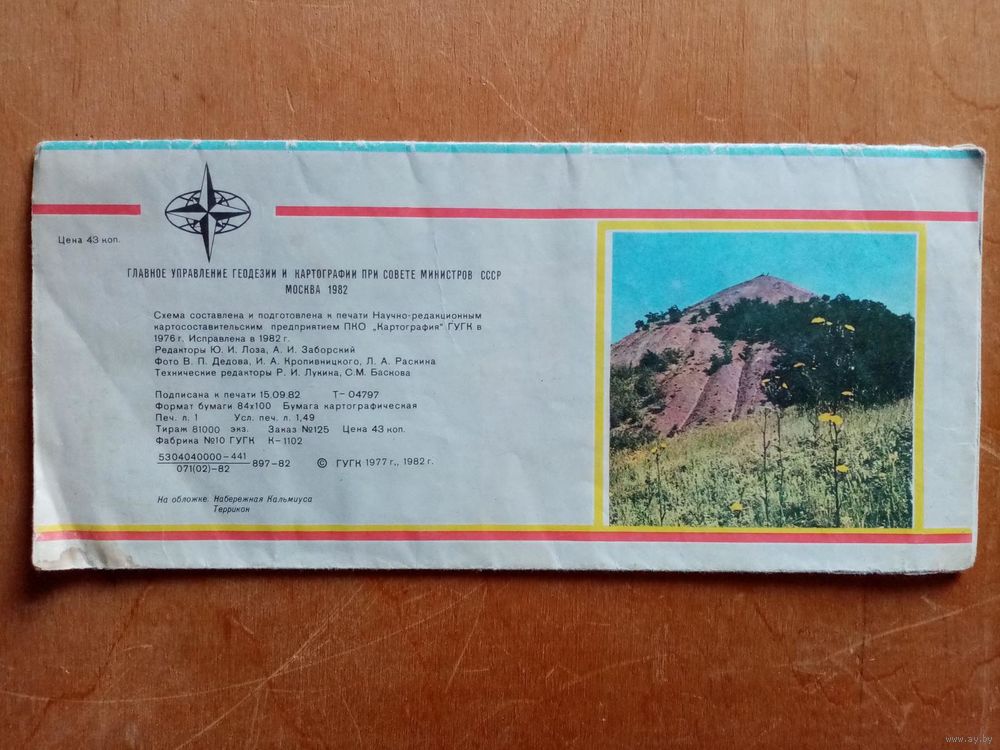 Цена 43 коп.
ГЛАВНОЕ УПРАВЛЕНИЕ ГЕОДЕЗИИ И КАРТОГРАФИИ ПРИ СОВЕТЕ МИНИСТРОВ СССР
МОСКВА 1982
Схема составлена и подготовлена к печати Научно-редакционным
картосоставительским предприятием ПКО „Картография" ГУГК в
1976 г. Исправлена в 1982 г.
Редакторы Ю. И. Лоза, А. И. Заборский
Фото В. П. Дедова, И. А. Кропивницкого, Л. А. Раскина
Технические редакторы Р. И. Лукина, С.М. Баскова
Подписана к печати 15.09.82 Т—04797
Формат бумаги 84х100 Бумага картографическая
Печ. л. 1 Усл. печ. л. 1,49
Тираж 81000 экз. Заказ №125 Цена 43 коп.
Фабрика №10 ГУГК К—1102
5304040000—441
071(02)—82
897—82 © ГУГК 1977 г., 1982 г.
На обложке: Набережная Кальмиуса
Террикон
www.ay.by